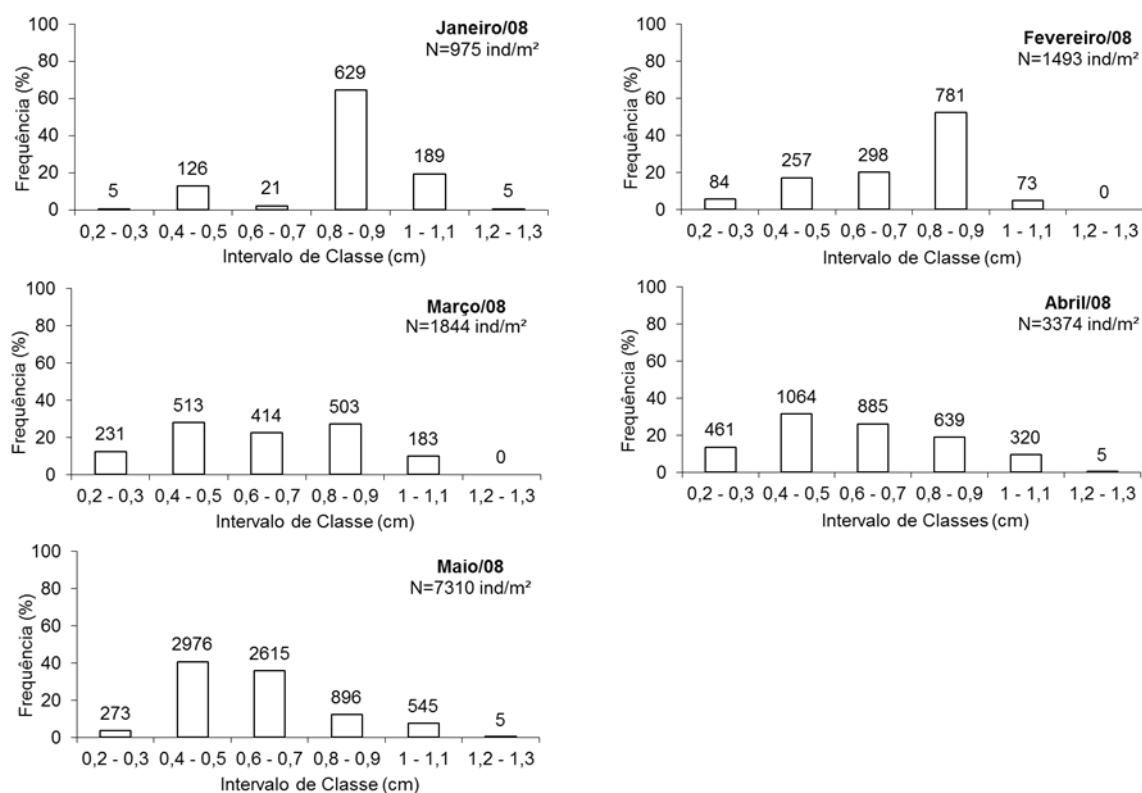 Janeiro/08
N=975 ind/m²
Frequência (%)
100
80
60
40
20
0
5
126
21
629
189
5
0,2 - 0,3 0,4 - 0,5 0,6 - 0,7 0,8 - 0,9 1 - 1,1 1,2 - 1,3
Intervalo de Classe (cm)
Fevereiro/08
N=1493 ind/m²
Frequência (%)
100
80
60
40
20
0
84
257
298
781
73
0
0,2 - 0,3 0,4 - 0,5 0,6 - 0,7 0,8 - 0,9 1 - 1,1 1,2 - 1,3
Intervalo de Classe (cm)
Março/08
N=1844 ind/m²
Frequência (%)
100
80
60
40
20
0
231
513
414
503
183
0
0,2 - 0,3 0,4 - 0,5 0,6 - 0,7 0,8 - 0,9 1 - 1,1 1,2 - 1,3
Intervalo de Classe (cm)
Abril/08
N=3374 ind/m²
Frequência (%)
100
80
60
40
20
0
461
1064
885
639
320
5
0,2 - 0,3 0,4 - 0,5 0,6 - 0,7 0,8 - 0,9 1 - 1,1 1,2 - 1,3
Intervalo de Classes (cm)
Maio/08
N=7310 ind/m²
Frequência (%)
100
80
60
40
20
0
273
2976
2615
896
545
5
0,2 - 0,3 0,4 - 0,5 0,6 - 0,7 0,8 - 0,9 1 - 1,1 1,2 - 1,3
Intervalo de Classe (cm)